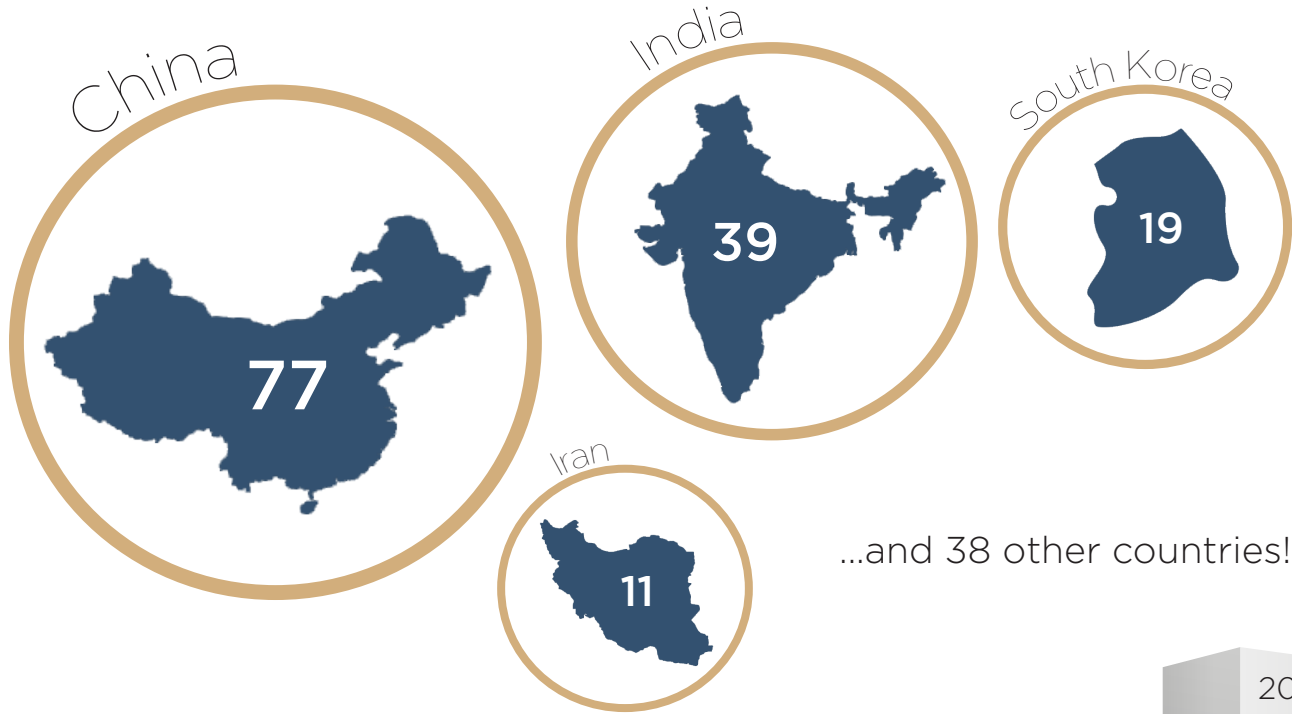 China
77
India
39
South Korea
19
Iran
11
...and 38 other countries!